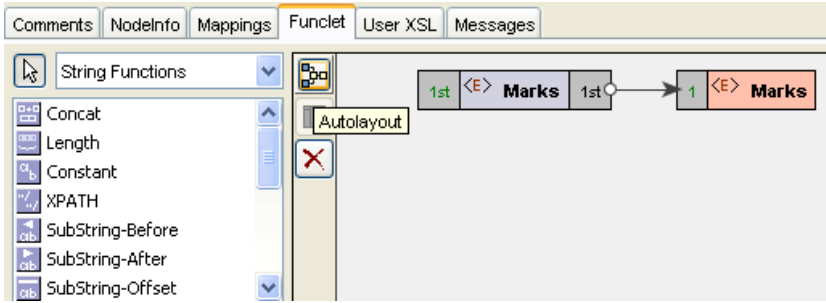 Comments NodeInfo Mappings Funclet User XSL Messages
String Functions
Concat
Length
Constant
XPATH
SubString-Before
SubString-After
SubString-Offset
Autolayout
1st <E> Marks 1st
1 <E> Marks